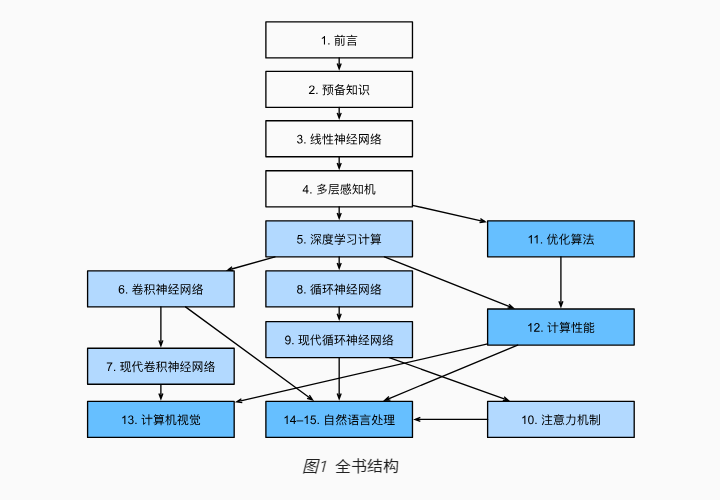 1. 前言
2. 预备知识
3. 线性神经网络
4. 多层感知机
5. 深度学习计算
11. 优化算法
6. 卷积神经网络
8. 循环神经网络
12. 计算性能
9. 现代循环神经网络
7. 现代卷积神经网络
13. 计算机视觉
14–15. 自然语言处理
10. 注意力机制
图1 全书结构